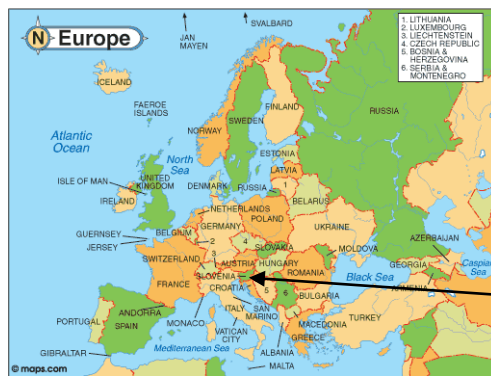 N Europe
SVALBARD
JAN
MAYEN
1. LITHUANIA
2. LUXEMBOURG
3. LIECHTENSTEIN
4. CZECH REPUBLIC
5. BOSNIA &
HERZEGOVINA
6. SERBIA &
MONTENEGRO
ICELAND
FAEROE
ISLANDS
FINLAND
RUSSIA
SWEDEN
NORWAY
Atlantic
Ocean
ESTONIA
North
Sea
LATVIA
ISLE OF MAN
UNITED
KINGDOM
DENMARK
RUSSIA
1
IRELAND
BELARUS
NETHERLANDS
POLAND
GUERNSEY
JERSEY
BELGIUM
GERMANY
UKRAINE
2
4
SLOVAKIA
MOLDOVA
AZERBAIJAN
SWITZERLAND
3
AUSTRIA
HUNGARY
Caspian
Sea
SLOVENIA
ROMANIA
Black Sea
GEORGIA
FRANCE
CROATIA
5
6
BULGARIA
ARMENIA
ANDORRA
ITALY
SAN
MARINO
MACEDONIA
TURKEY
PORTUGAL
SPAIN
MONACO
VATICAN
CITY
GREECE
Mediterranean Sea
ALBANIA
GIBRALTAR
MALTA
© maps.com